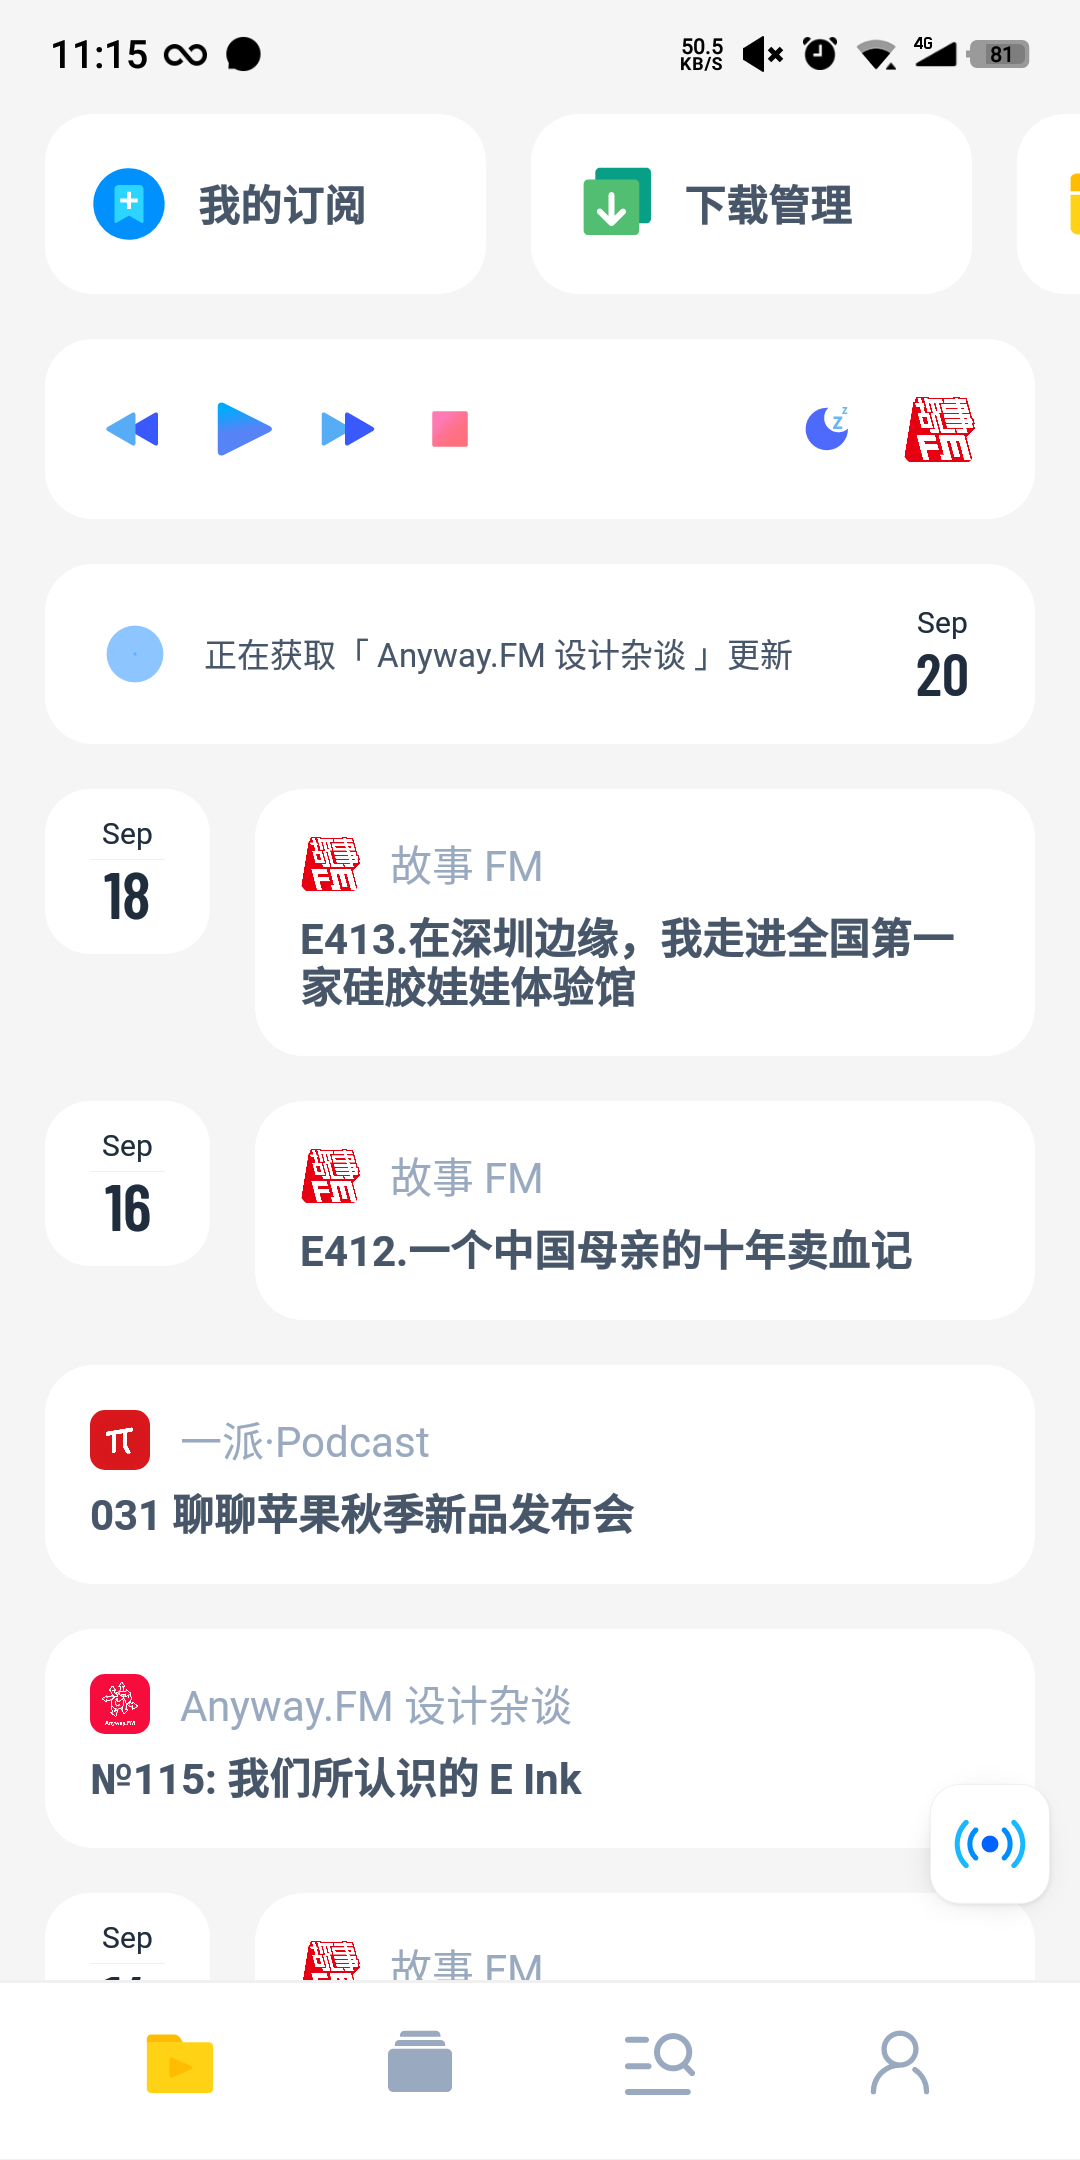 11:15
50.5
KB/S
4G
81
我的订阅
下载管理
z
z
故事
FM
正在获取「 Anyway.FM 设计杂谈 」更新
Sep
20
Sep
18
故事 FM
E413.在深圳边缘，我走进全国第一
家硅胶娃娃体验馆
Sep
16
故事 FM
E412.一个中国母亲的十年卖血记
一派·Podcast
031 聊聊苹果秋季新品发布会
Anyway.FM
Anyway.FM 设计杂谈
№115: 我们所认识的 E Ink
Sep
故事 FM